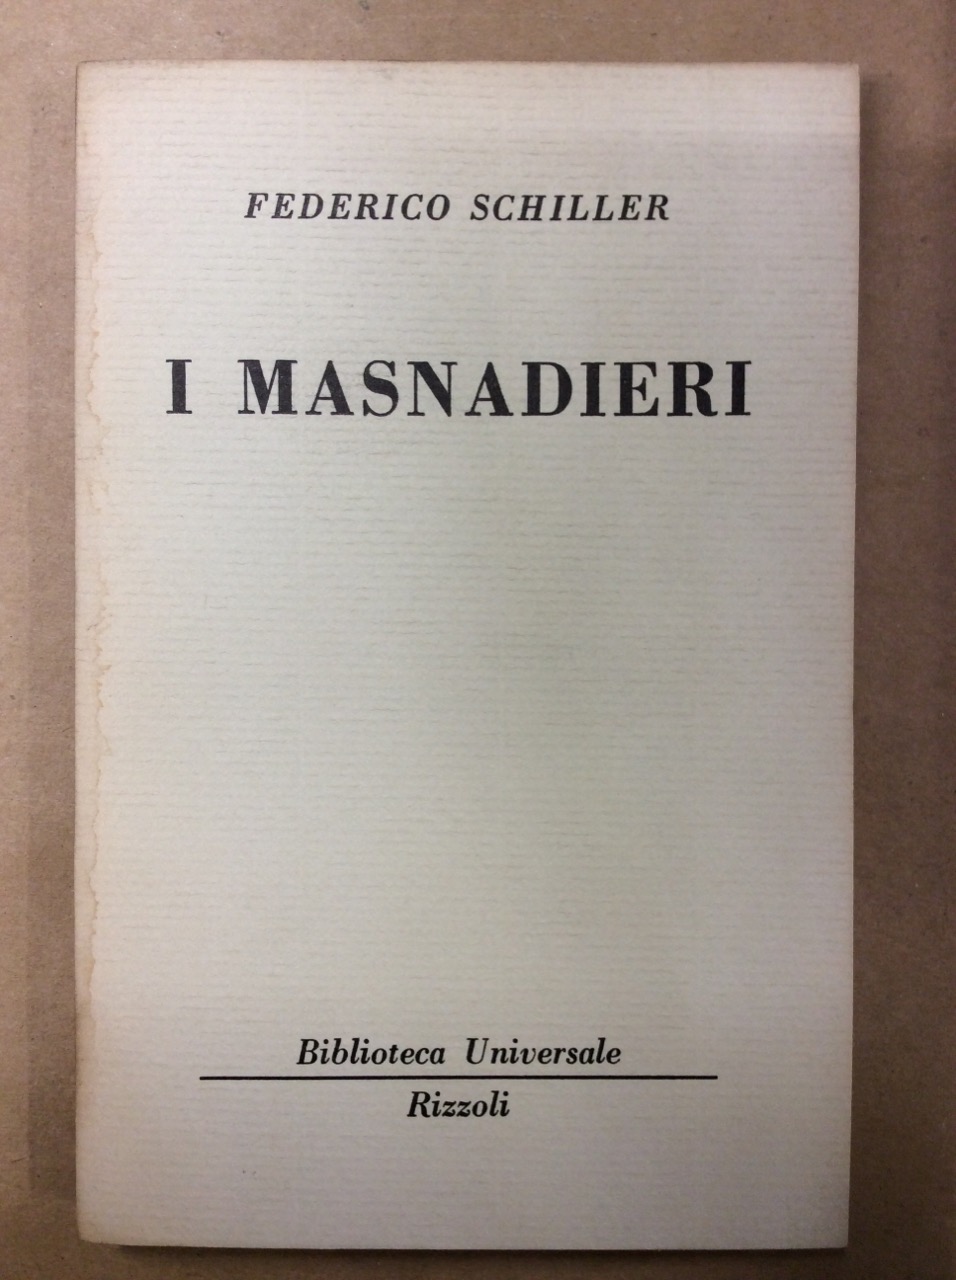 FEDERICO SCHILLER
I MASNADIERI
Biblioteca Universale
Rizzoli